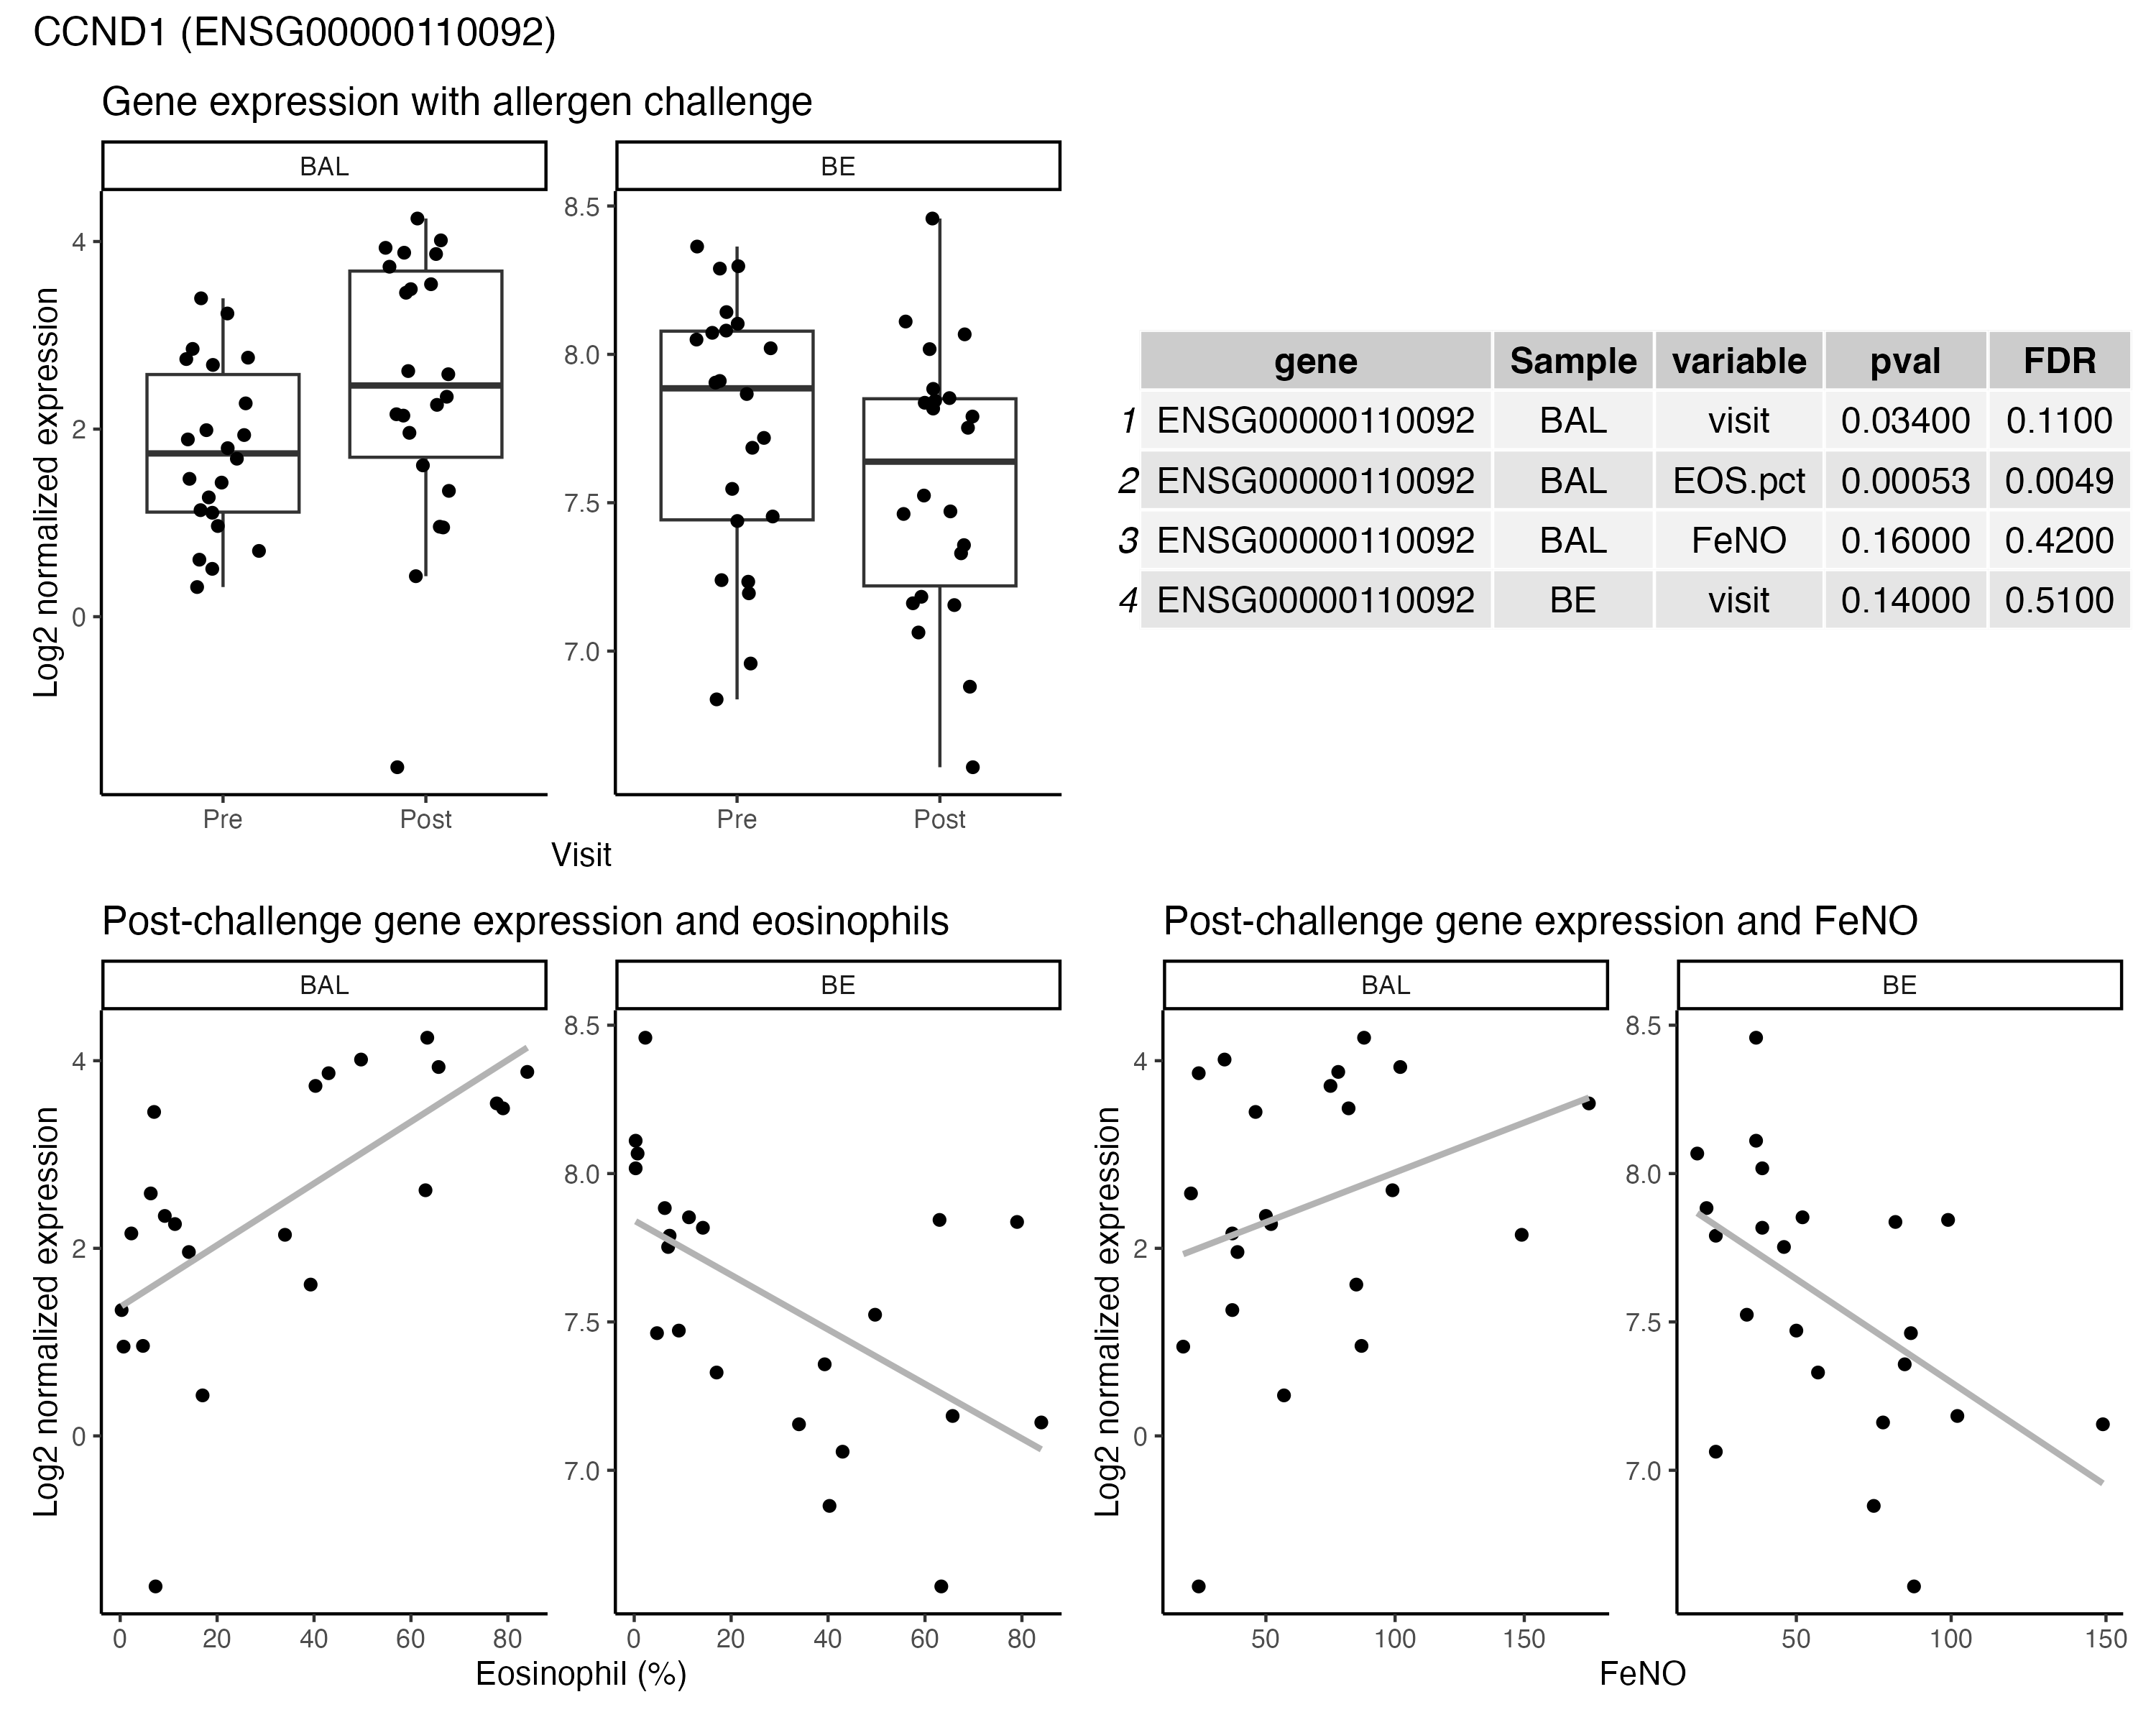 CCND1 (ENSG00000110092)
Gene expression with allergen challenge
BAL
BE
Log2 normalized expression
4
2
0
8.5
8.0
7.5
7.0
Pre
Post
Pre
Post
Visit
gene Sample variable pval FDR
1 ENSG00000110092 BAL visit 0.03400 0.1100
2 ENSG00000110092 BAL EOS.pct 0.00053 0.0049
3 ENSG00000110092 BAL FeNO 0.16000 0.4200
4 ENSG00000110092 BE visit 0.14000 0.5100
Post-challenge gene expression and eosinophils
BAL
BE
Log2 normalized expression
4
2
0
8.5
8.0
7.5
7.0
0 20 40 60 80
0 20 40 60 80
Eosinophil (%)
Post-challenge gene expression and FeNO
BAL
BE
Log2 normalized expression
4
2
0
8.5
8.0
7.5
7.0
50 100 150
50 100 150
FeNO